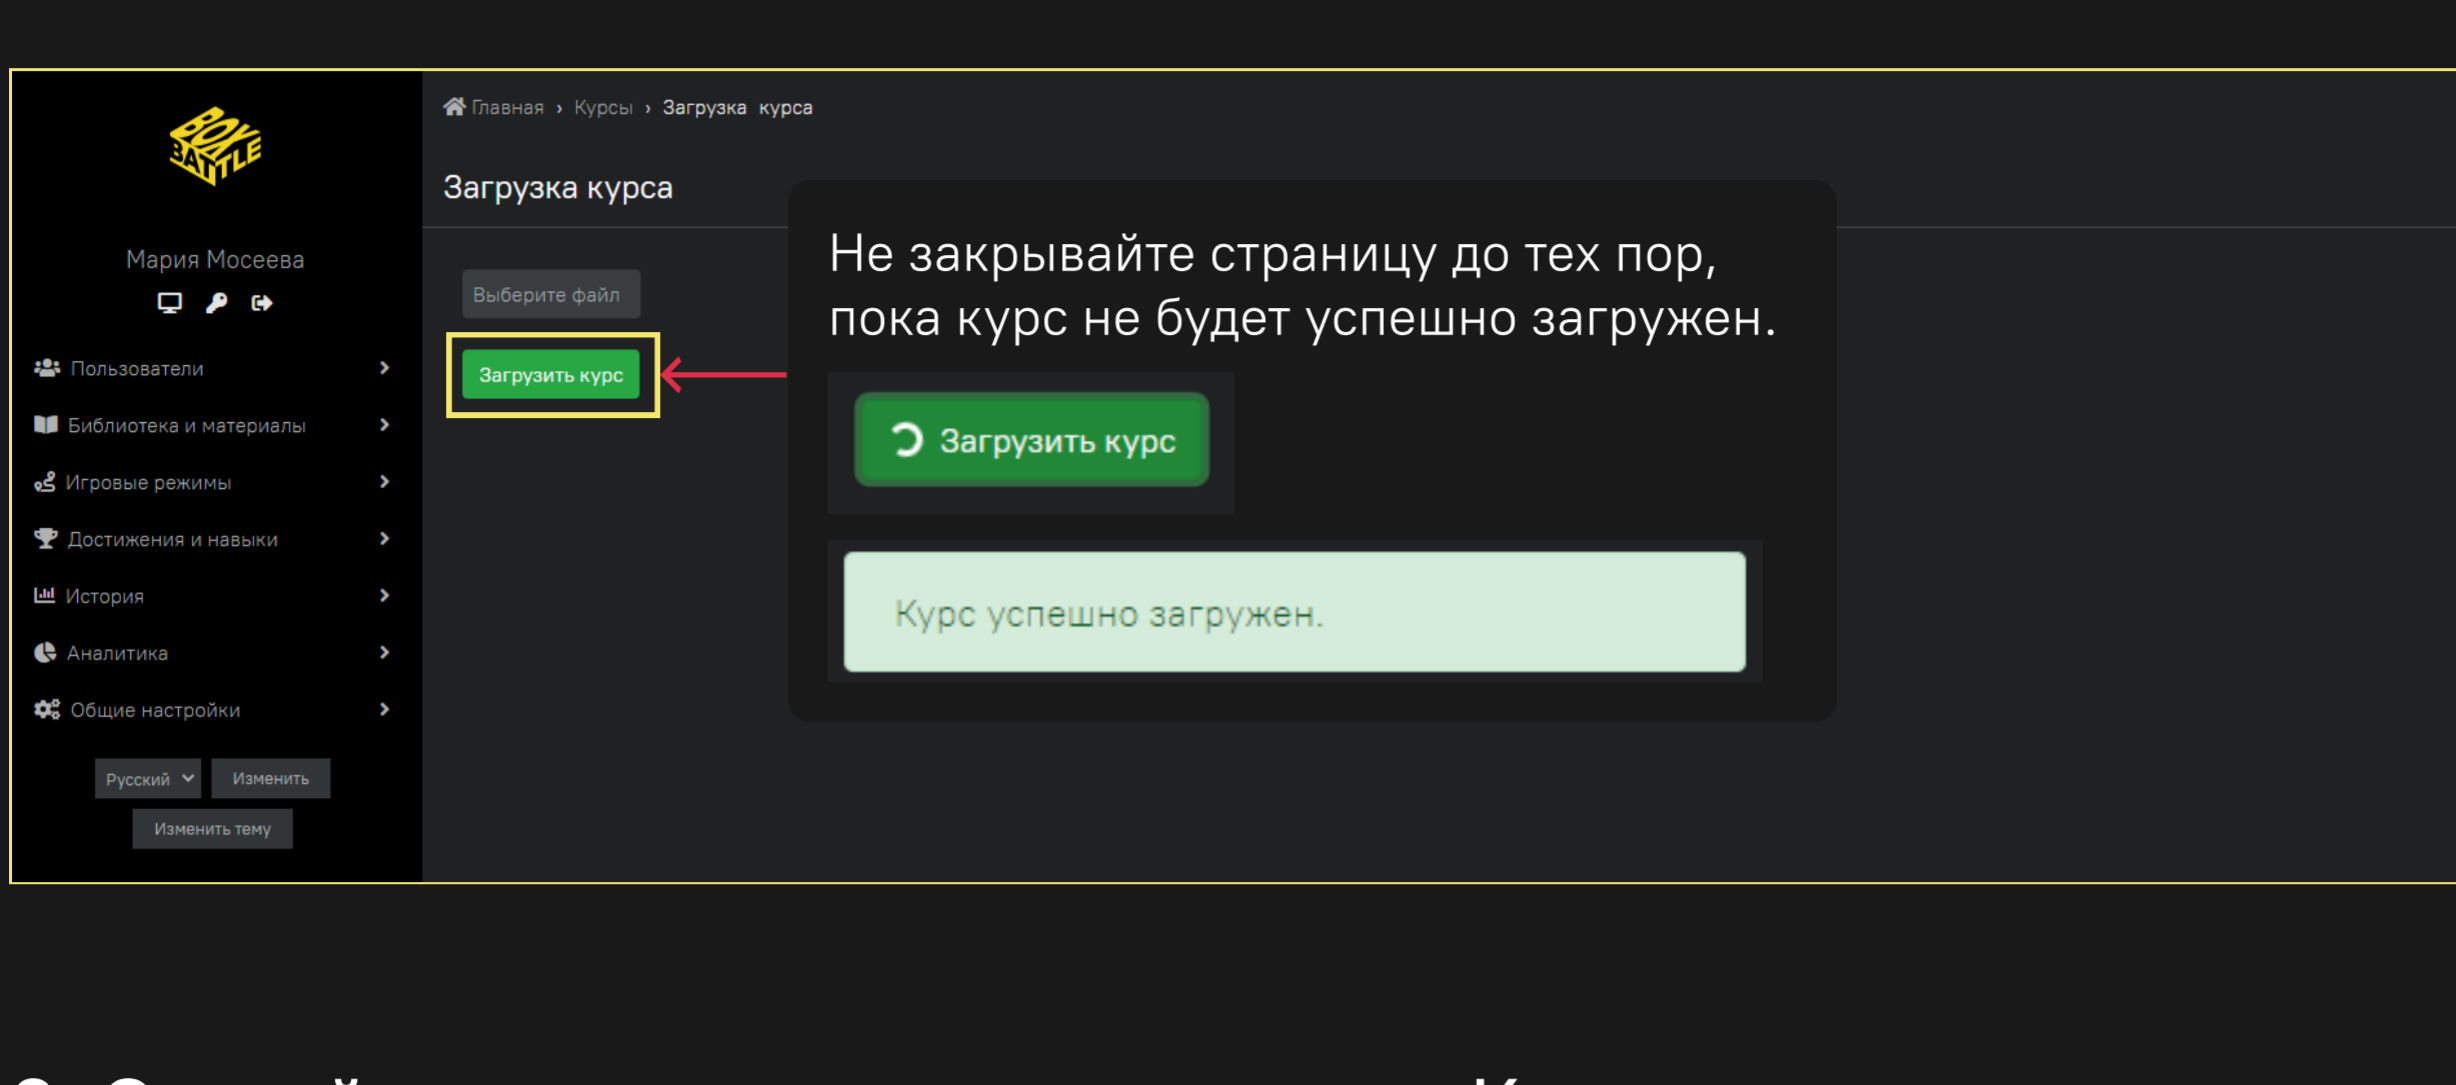 BOX BATTLE
Главная › Курсы › Загрузка курса
Загрузка курса
Мария Мосеева
Пользователи
Библиотека и материалы
Игровые режимы
Достижения и навыки
История
Аналитика
Общие настройки
Русский Изменить
Изменить тему
Выберите файл
Загрузить курс
Не закрывайте страницу до тех пор,
пока курс не будет успешно загружен.
Загрузить курс
Курс успешно загружен.